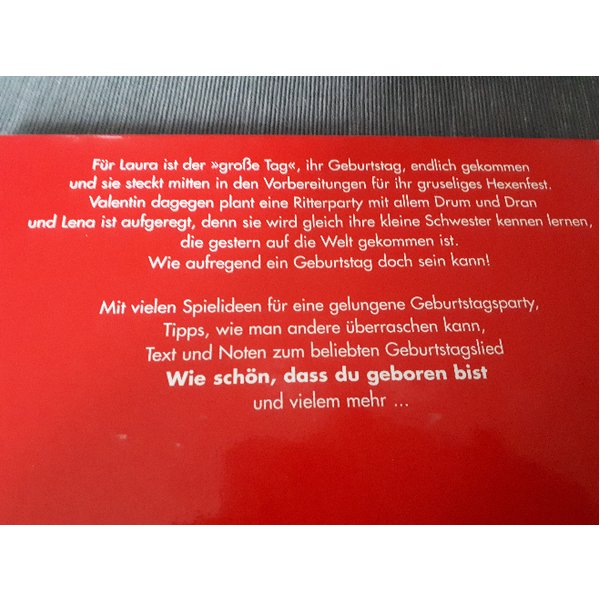 Für Laura ist der »große Tag«, ihr Geburtstag, endlich gekommen
und sie steckt mitten in den Vorbereitungen für ihr gruseliges Hexenfest.
Valentin dagegen plant eine Ritterparty mit allem Drum und Dran
und Lena ist aufgeregt, denn sie wird gleich ihre kleine Schwester kennen lernen,
die gestern auf die Welt gekommen ist.
Wie aufregend ein Geburtstag doch sein kann!
Mit vielen Spielideen für eine gelungene Geburtstagsparty,
Tipps, wie man andere überraschen kann,
Text und Noten zum beliebten Geburtstagslied
Wie schön, dass du geboren bist
und vielem mehr ...